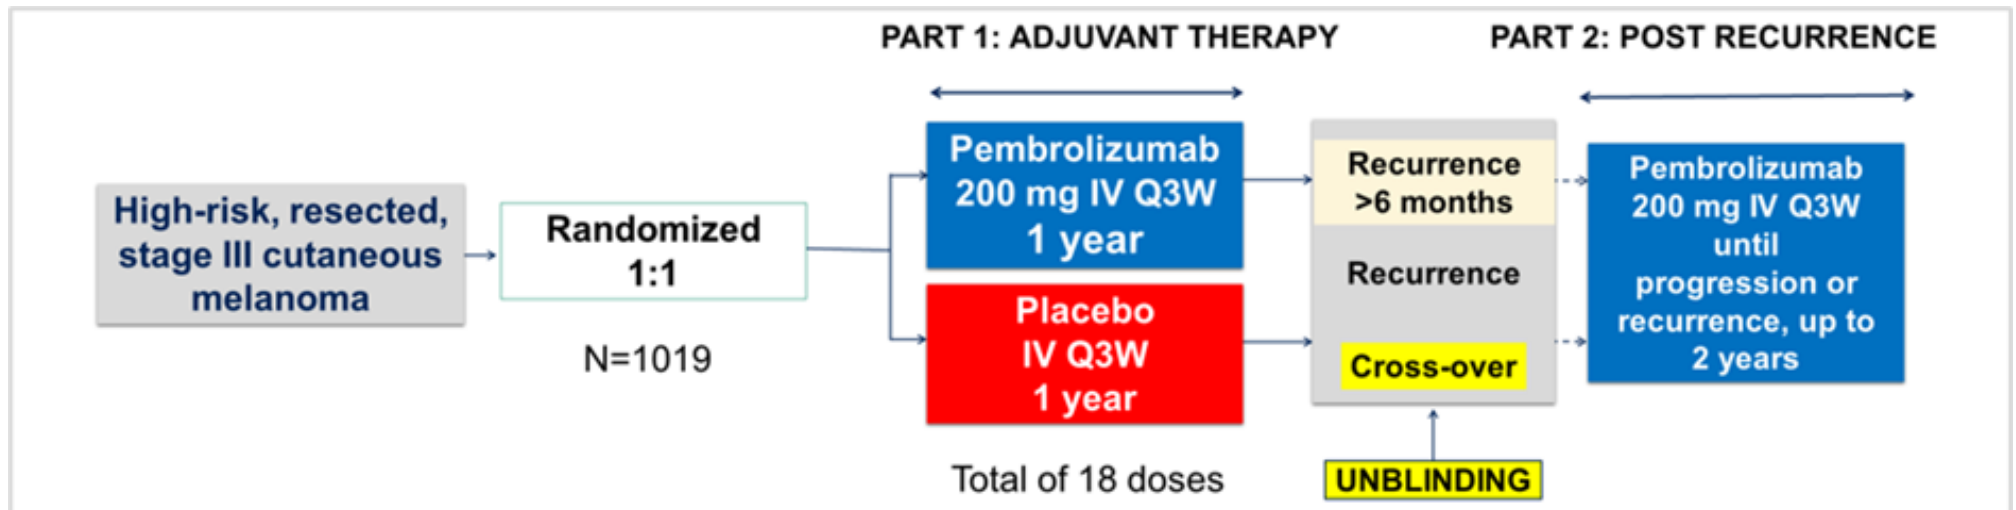 PART 1: ADJUVANT THERAPY
PART 2: POST RECURRENCE
High-risk, resected,
stage III cutaneous
melanoma
Randomized
1:1
N=1019
Pembrolizumab
200 mg IV Q3W
1 year
Placebo
IV Q3W
1 year
Total of 18 doses
Recurrence
>6 months
Recurrence
Cross-over
UNBLINDING
Pembrolizumab
200 mg IV Q3W
until
progression or
recurrence, up to
2 years